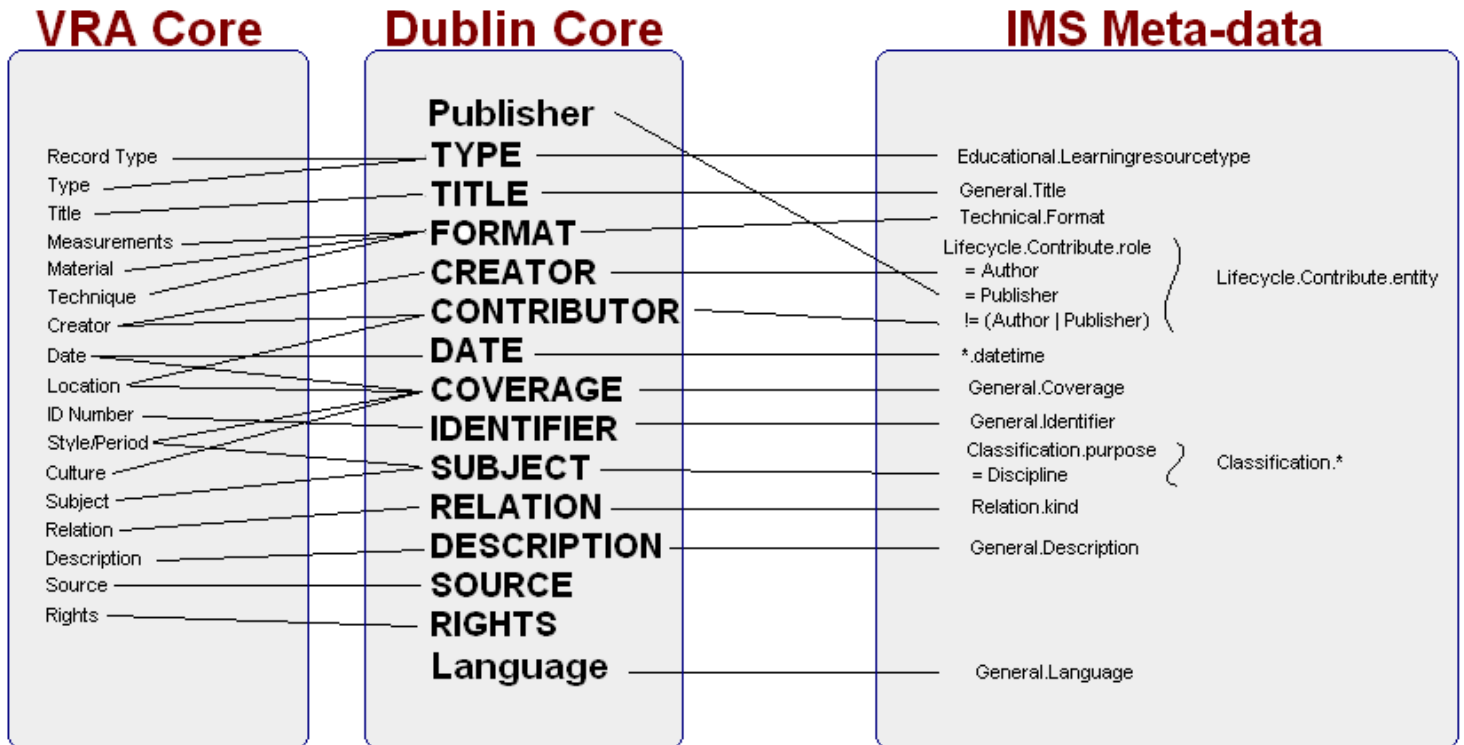 VRA Core
Dublin Core
IMS Meta-data
Record Type
Type
Title
Measurements
Material
Technique
Creator
Date
Location
ID Number
Style/Period
Culture
Subject
Relation
Description
Source
Rights
Publisher
TYPE
TITLE
FORMAT
CREATOR
CONTRIBUTOR
DATE
COVERAGE
IDENTIFIER
SUBJECT
RELATION
DESCRIPTION
SOURCE
RIGHTS
Language
Educational.Learningresourcetype
General.Title
Technical.Format
Lifecycle.Contribute.role
= Author
= Publisher
!= (Author | Publisher)
Lifecycle.Contribute.entity
*.datetime
General.Coverage
General.Identifier
Classification.purpose
= Discipline
Classification.*
Relation.kind
General.Description
General.Language